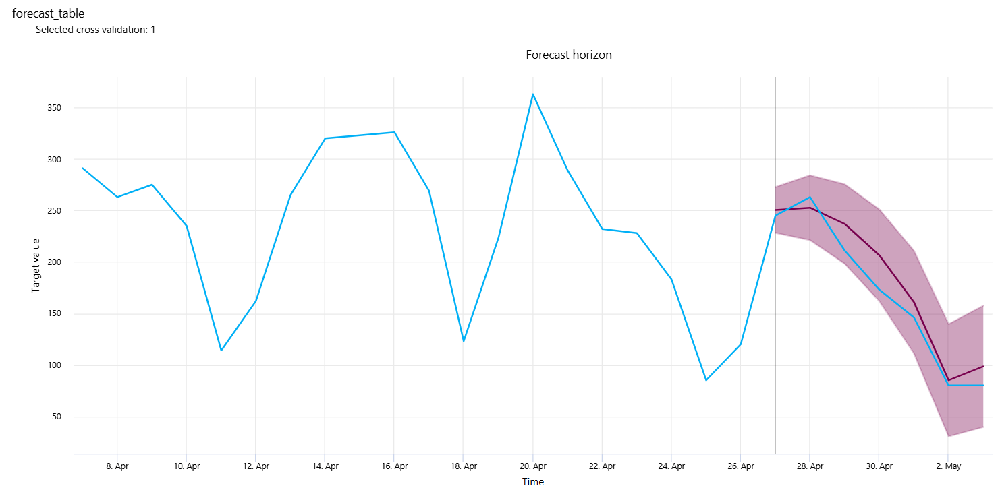 forecast_table
Selected cross validation: 1
Forecast horizon
350
300
250
200
150
100
50
Target value
8. Apr 10. Apr 12. Apr 14. Apr 16. Apr 18. Apr 20. Apr 22. Apr 24. Apr 26. Apr 28. Apr 30. Apr 2. May
Time